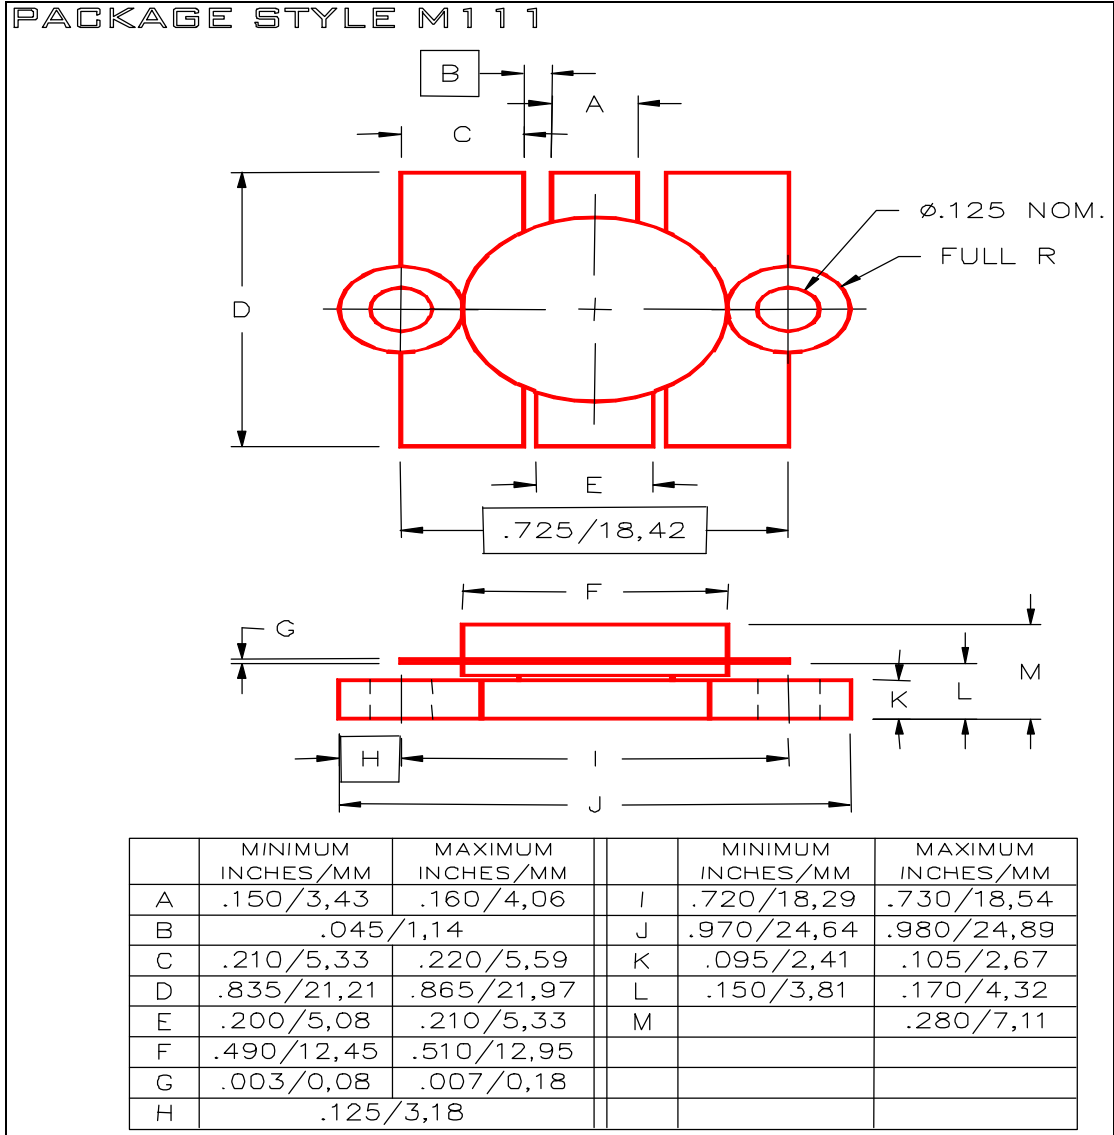 PACKAGE STYLE M111
B
A
C
Ø.125 NOM.
FULL R
D
E
.725/18,42
F
G
M
L
K
H
I
J
MINIMUM INCHES/MM MAXIMUM INCHES/MM MINIMUM INCHES/MM MAXIMUM INCHES/MM
A .150/3,43 .160/4,06 I .720/18,29 .730/18,54
B .045/1,14 J .970/24,64 .980/24,89
C .210/5,33 .220/5,59 K .095/2,41 .105/2,67
D .835/21,21 .865/21,97 L .150/3,81 .170/4,32
E .200/5,08 .210/5,33 M .280/7,11
F .490/12,45 .510/12,95
G .003/0,08 .007/0,18
H .125/3,18